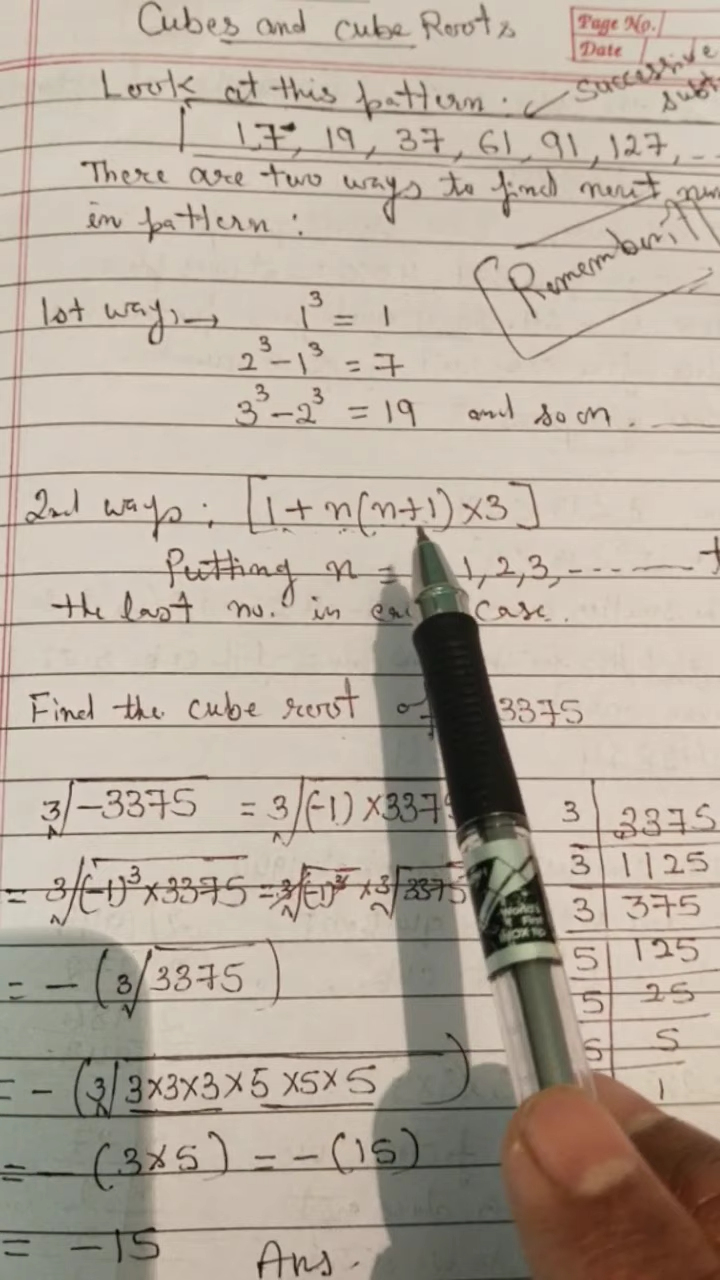 Cubes and cube Roots
Page No.
Date
Look at this pattern : Successive
1, 7, 19, 37, 61, 91, 127, ...
There are two ways to find
in pattern :
Remember
1st way, → 1³ = 1
2³-1³ = 7
3³-2³ = 19 and so on. ....
2nd ways : [1 + n(n+1)×3]
Putting n = 1, 2, 3, -------
the last no. in case.
Find the cube root 3375
∛-3375 = ∛(-1) × 3375
= ∛(-1)³ × 3375 = ∛(-1)³ × ∛3375
= - (∛3375)
= - (∛3×3×3×5×5×5)
= - (3×5) = - (15)
= -15 Ans.
3 | 3375
3 | 1125
3 | 375
5 | 125
5 | 25
5 | 5
1